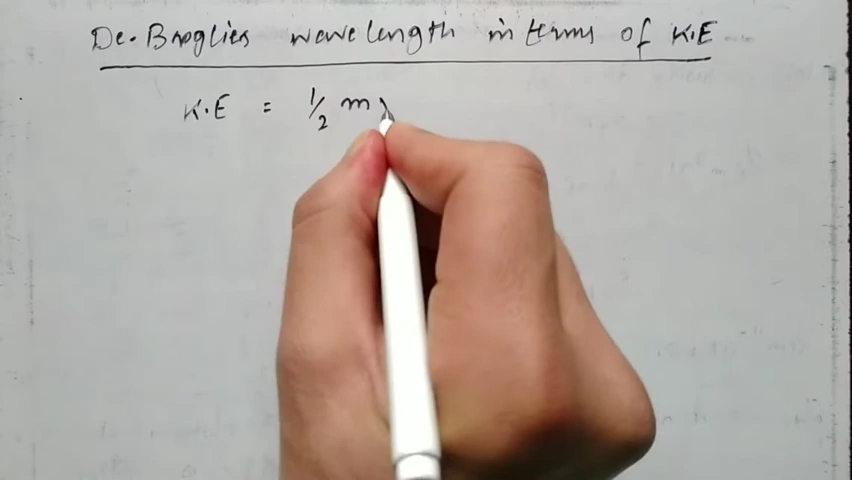 De-Broglies wavelength in terms of K.E
K.E = 1/2 m v